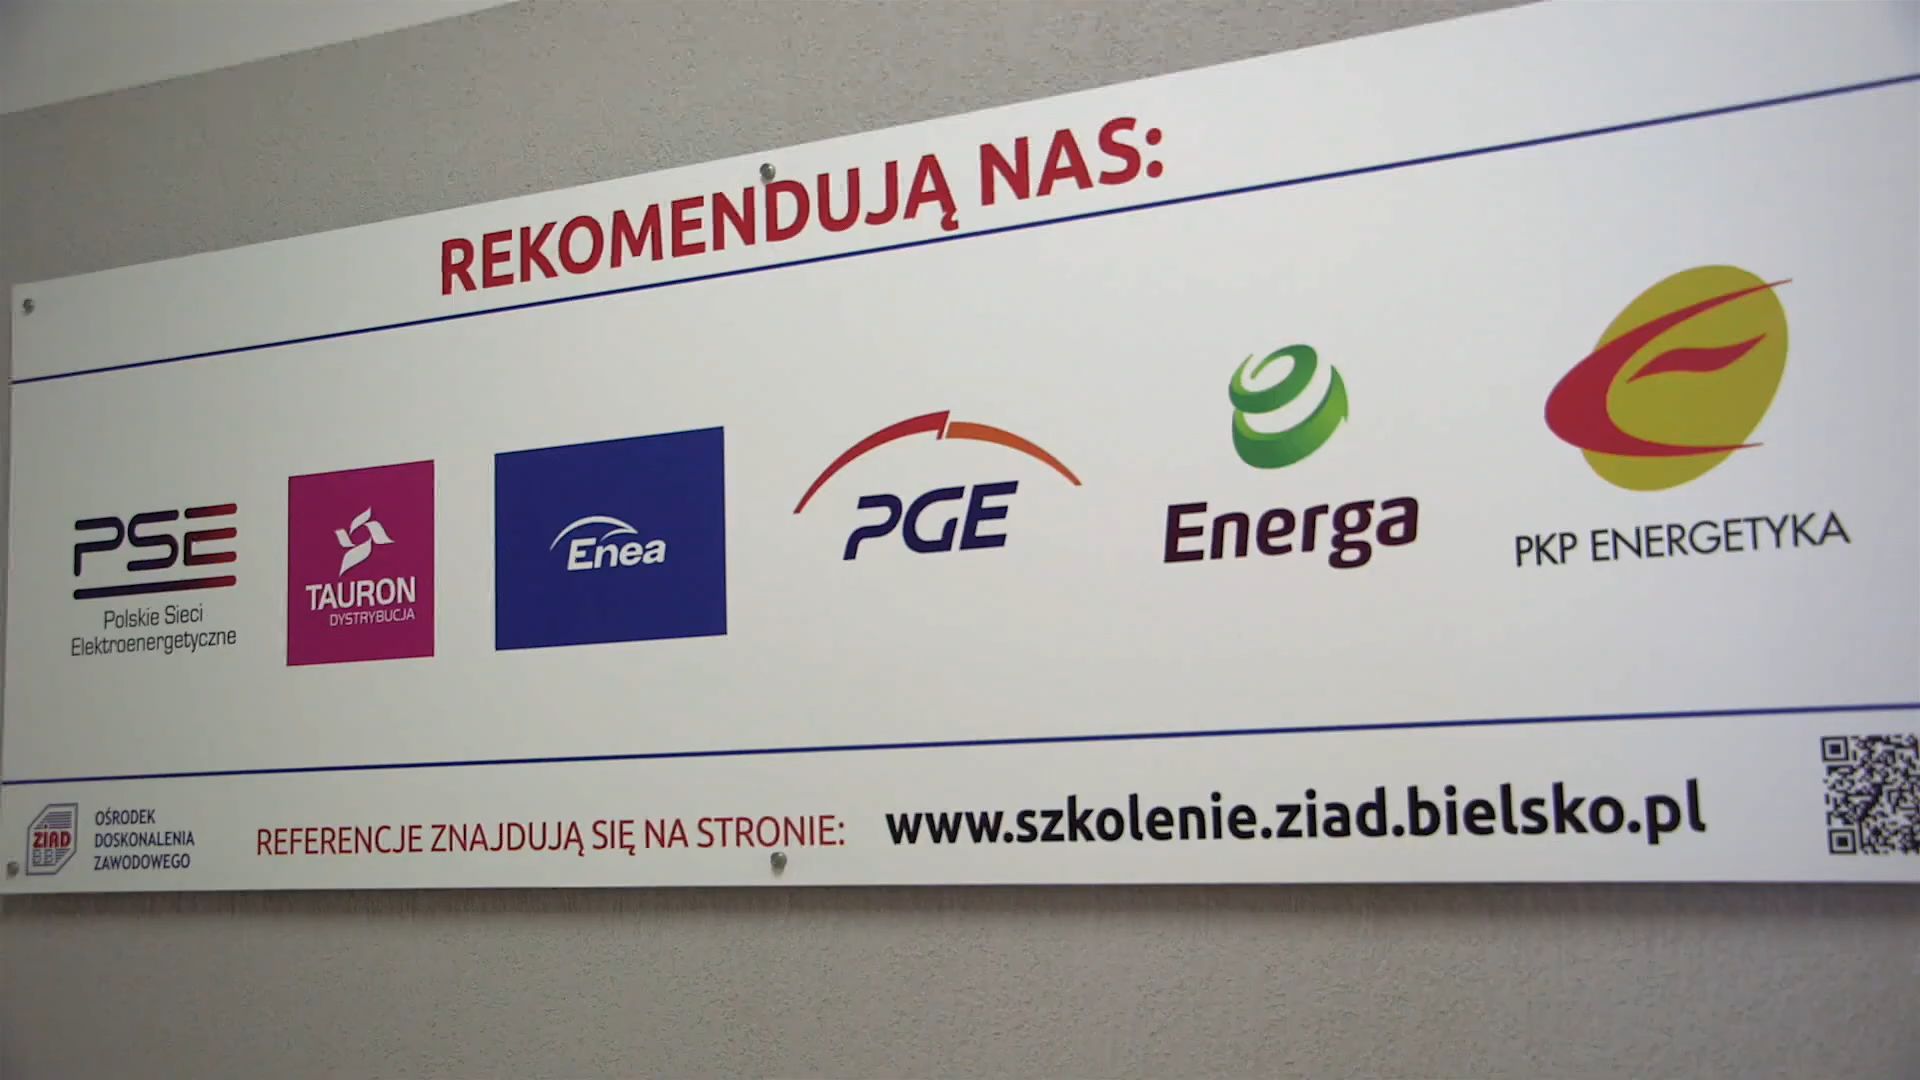 REKOMENDUJĄ NAS:
PSE
Polskie Sieci
Elektroenergetyczne
TAURON
DYSTRYBUCJA
Enea
PGE
Energa
PKP ENERGETYKA
ZIAD
BB
OŚRODEK
DOSKONALENIA
ZAWODOWEGO
REFERENCJE ZNAJDUJĄ SIĘ NA STRONIE:
www.szkolenie.ziad.bielsko.pl